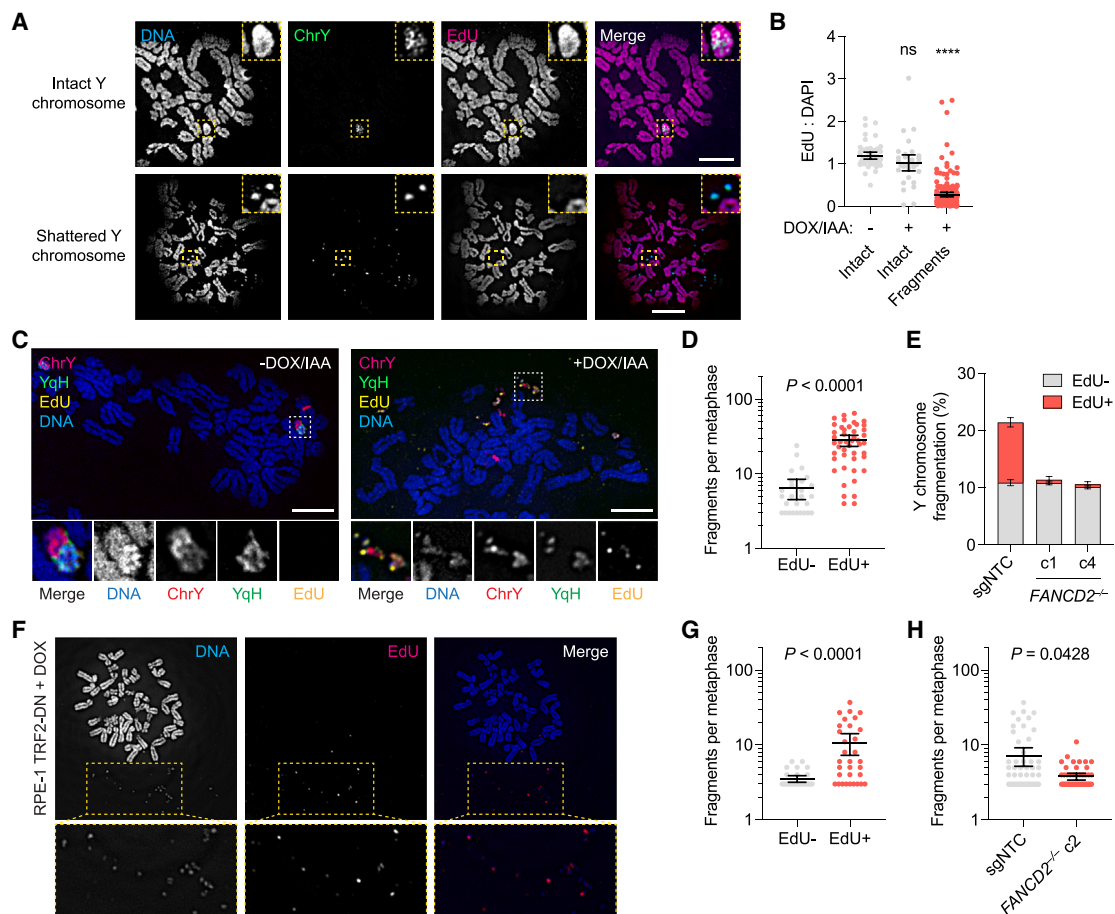 A
DNA
ChrY
EdU
Merge
Intact Y
chromosome
Shattered Y
chromosome
B
EdU : DAPI
4
3
2
1
0
ns
****
DOX/IAA:
-
+
+
Intact
Intact
Fragments
C
ChrY
YqH
EdU
DNA
-DOX/IAA
ChrY
YqH
EdU
DNA
+DOX/IAA
Merge
DNA
ChrY
YqH
EdU
Merge
DNA
ChrY
YqH
EdU
D
P < 0.0001
Fragments per metaphase
100
10
1
EdU-
EdU+
E
EdU-
EdU+
Y chromosome
fragmentation (%)
30
20
10
0
sgNTC
c1
c4
FANCD2–/–
F
RPE-1 TRF2-DN + DOX
DNA
EdU
Merge
G
P < 0.0001
Fragments per metaphase
100
10
1
EdU-
EdU+
H
P = 0.0428
Fragments per metaphase
100
10
1
sgNTC
FANCD2–/– c2